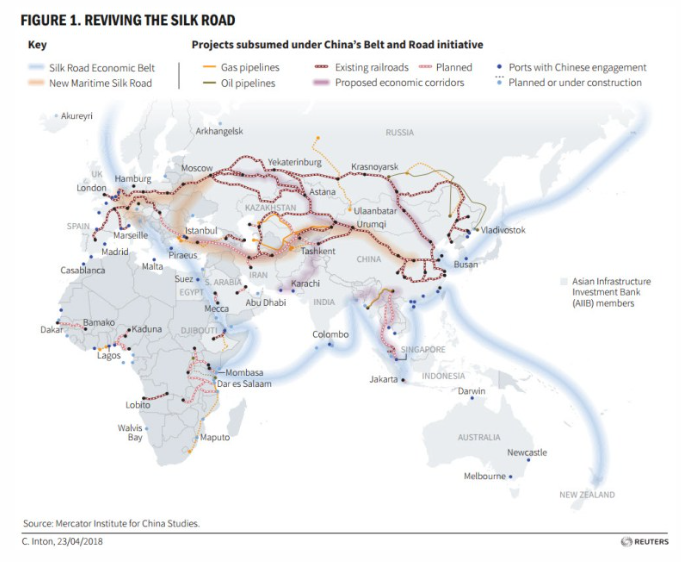 FIGURE 1. REVIVING THE SILK ROAD
Key
Projects subsumed under China's Belt and Road initiative
Silk Road Economic Belt
New Maritime Silk Road
Gas pipelines
Oil pipelines
Existing railroads
Planned
Proposed economic corridors
Ports with Chinese engagement
Planned or under construction
Akureyri
Arkhangelsk
RUSSIA
Moscow
Yekaterinburg
Krasnoyarsk
UK
Hamburg
London
Astana
KAZAKHSTAN
Ulaanbatar
Urumqi
SPAIN
Marseille
Istanbul
Vladivostok
Madrid
Piraeus
Tashkent
CHINA
Busan
Casablanca
Malta
Suez
S. ARABIA
IRAN
Karachi
EGYPT
Abu Dhabi
INDIA
Asian Infrastructure
Investment Bank
(AIIB) members
Mecca
Dakar
Bamako
Kaduna
DJIBOUTI
Colombo
Lagos
SINGAPORE
Mombasa
Dar es Salaam
Jakarta
INDONESIA
Darwin
Lobito
Walvis
Bay
Maputo
AUSTRALIA
Newcastle
Melbourne
NEW ZEALAND
Source: Mercator Institute for China Studies.
C. Inton, 23/04/2018
REUTERS